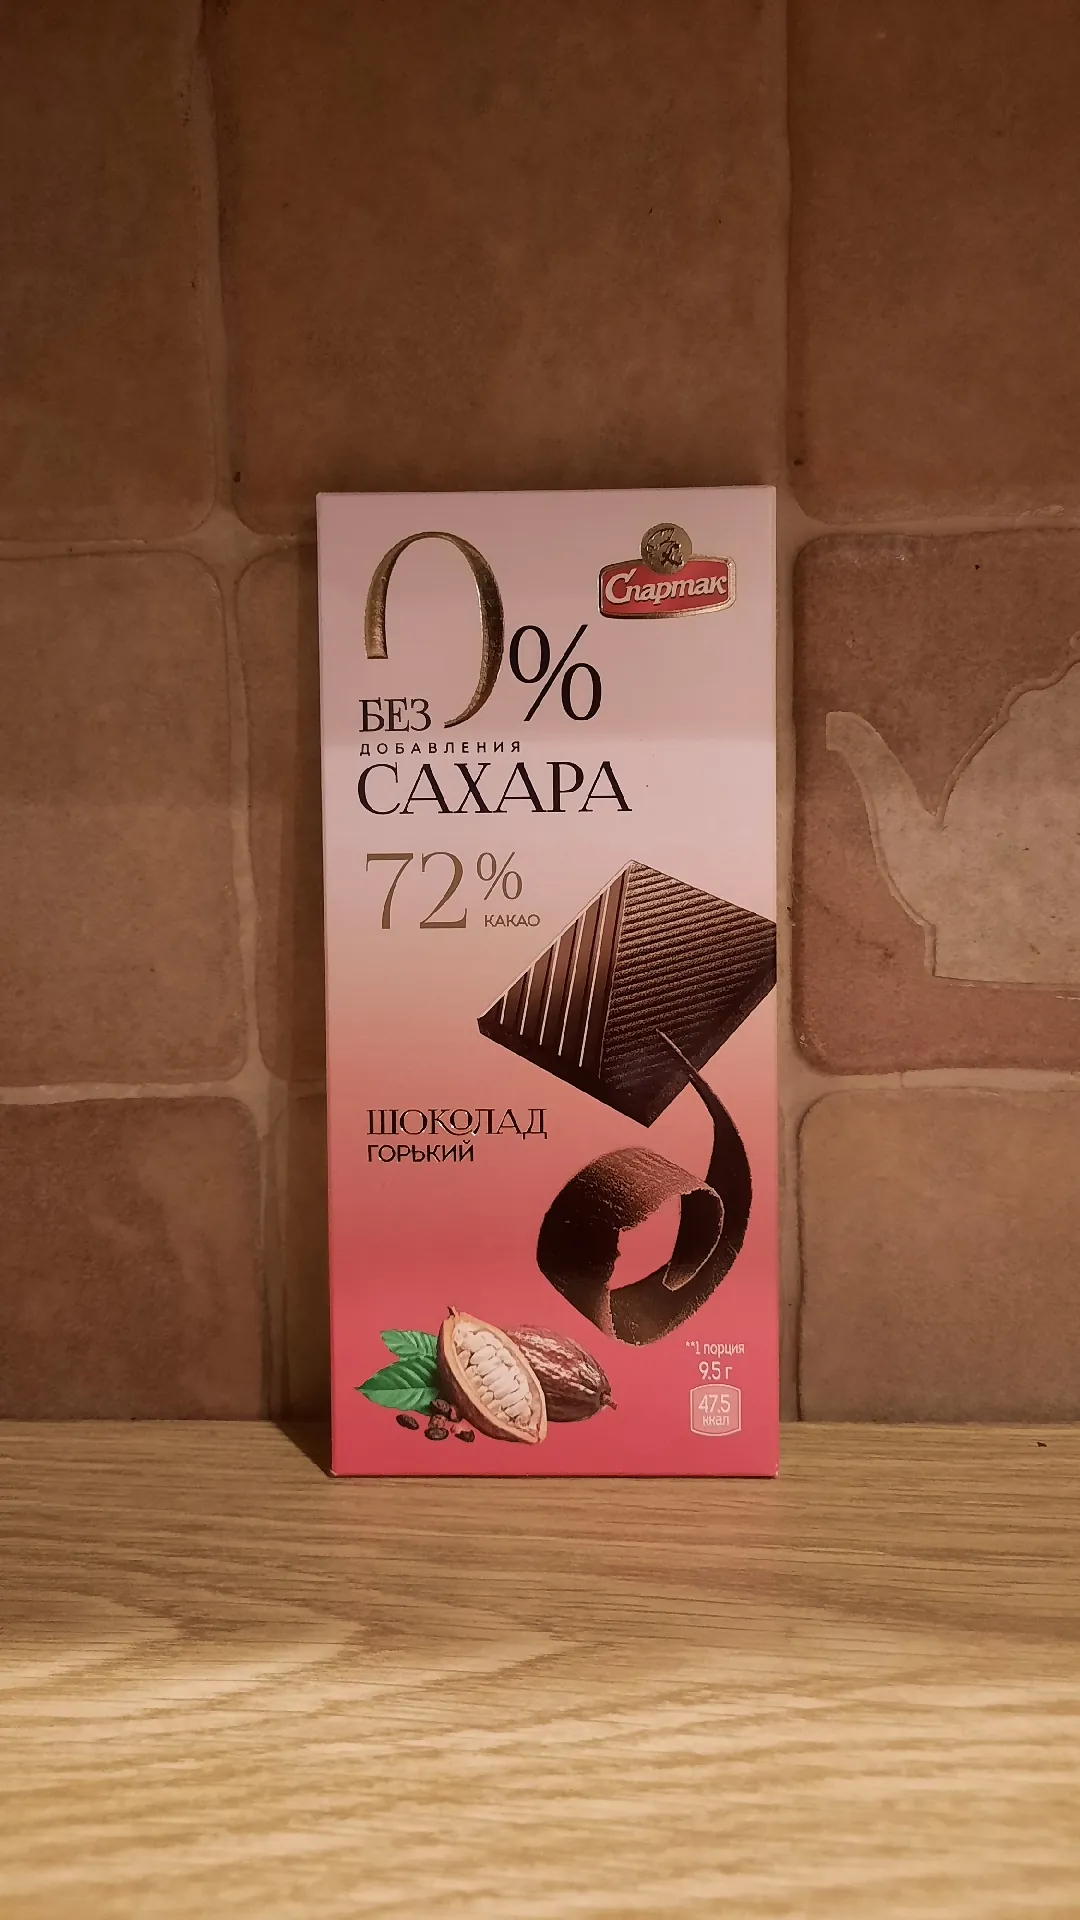 Спартак
0%
БЕЗ
ДОБАВЛЕНИЯ
САХАРА
72%
КАКАО
ШОКОЛАД
ГОРЬКИЙ
**1 порция
9.5 г
47.5
ккал